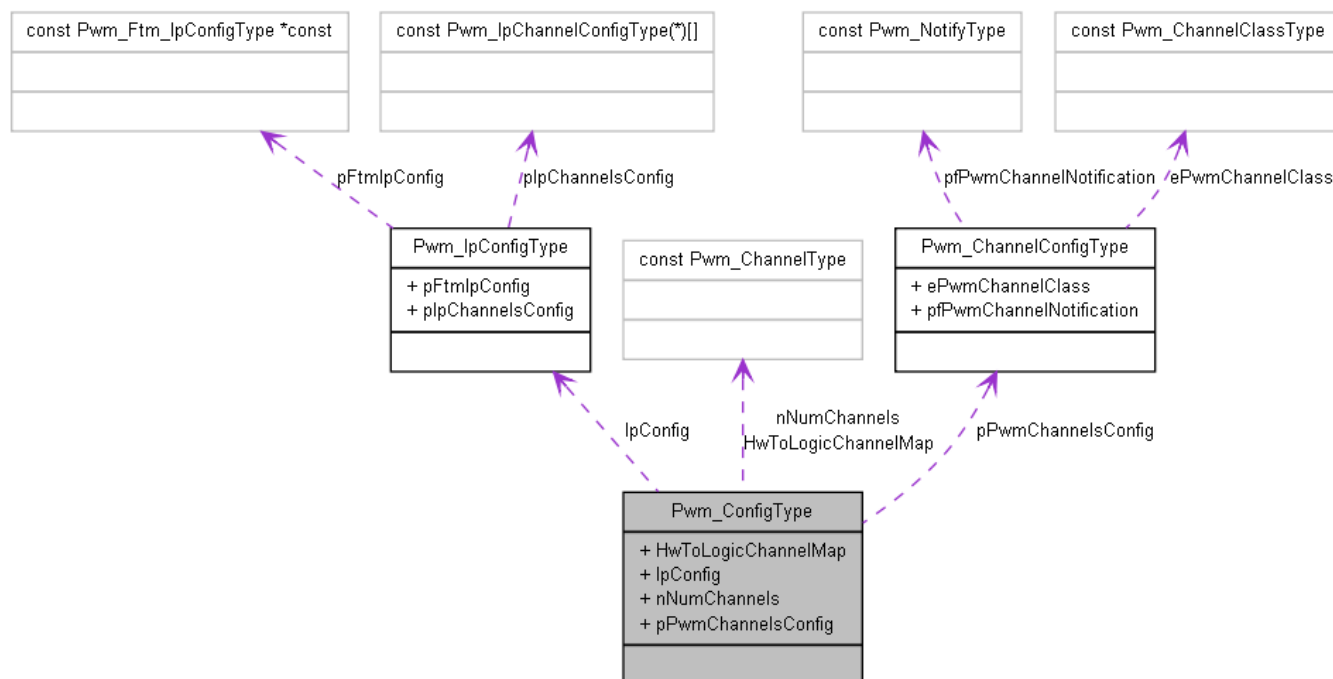 const Pwm_Ftm_IpConfigType *const
const Pwm_IpChannelConfigType(*)[]
const Pwm_NotifyType
const Pwm_ChannelClassType
pFtmIpConfig
pIpChannelsConfig
pfPwmChannelNotification
ePwmChannelClass
Pwm_IpConfigType
+ pFtmIpConfig
+ pIpChannelsConfig
const Pwm_ChannelType
Pwm_ChannelConfigType
+ ePwmChannelClass
+ pfPwmChannelNotification
IpConfig
nNumChannels
HwToLogicChannelMap
pPwmChannelsConfig
Pwm_ConfigType
+ HwToLogicChannelMap
+ IpConfig
+ nNumChannels
+ pPwmChannelsConfig